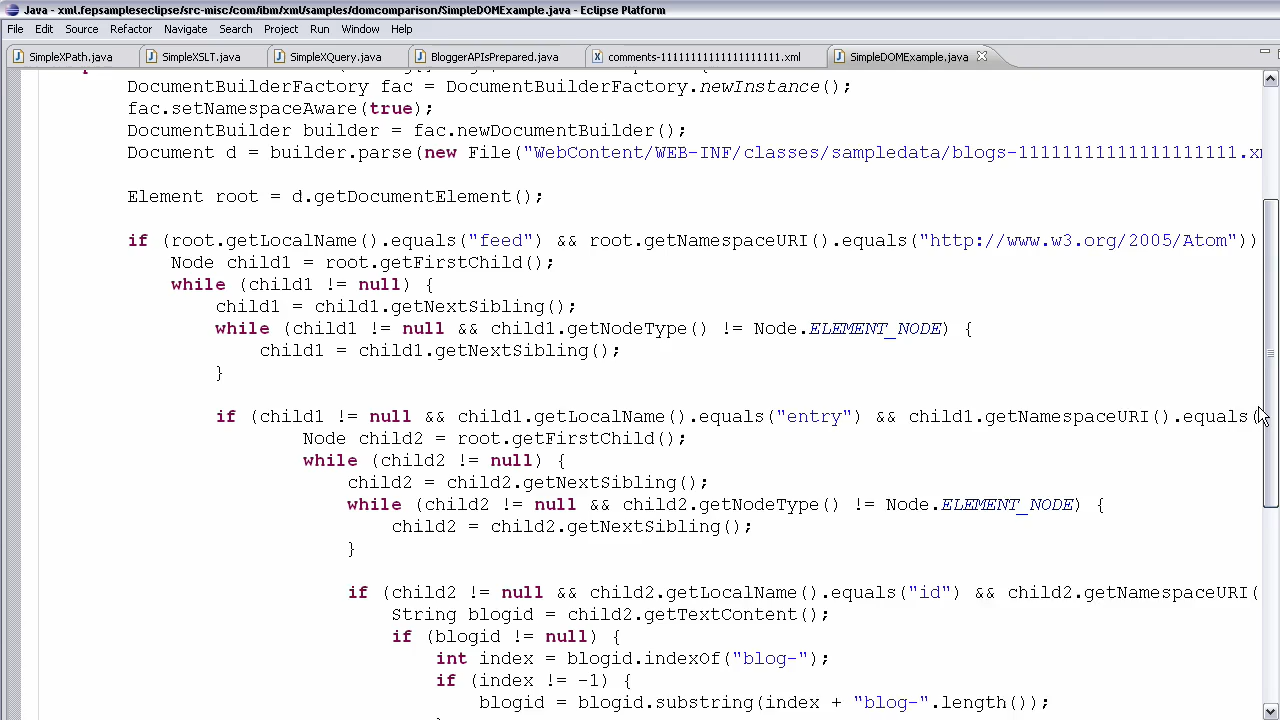 Java - xml.fepsampleseclipse/src-misc/com/ibm/xml/samples/domcomparison/SimpleDOMExample.java - Eclipse Platform
File Edit Source Refactor Navigate Search Project Run Window Help
SimpleXPath.java SimpleXSLT.java SimpleXQuery.java BloggerAPIsPrepared.java comments-1111111111111111111.xml SimpleDOMExample.java
DocumentBuilderFactory fac = DocumentBuilderFactory.newInstance();
fac.setNamespaceAware(true);
DocumentBuilder builder = fac.newDocumentBuilder();
Document d = builder.parse(new File("WebContent/WEB-INF/classes/sampledata/blogs-11111111111111111111.x
Element root = d.getDocumentElement();
if (root.getLocalName().equals("feed") && root.getNamespaceURI().equals("http://www.w3.org/2005/Atom"))
Node child1 = root.getFirstChild();
while (child1 != null) {
child1 = child1.getNextSibling();
while (child1 != null && child1.getNodeType() != Node.ELEMENT_NODE) {
child1 = child1.getNextSibling();
}
if (child1 != null && child1.getLocalName().equals("entry") && child1.getNamespaceURI().equals(
Node child2 = root.getFirstChild();
while (child2 != null) {
child2 = child2.getNextSibling();
while (child2 != null && child2.getNodeType() != Node.ELEMENT_NODE) {
child2 = child2.getNextSibling();
}
if (child2 != null && child2.getLocalName().equals("id") && child2.getNamespaceURI(
String blogid = child2.getTextContent();
if (blogid != null) {
int index = blogid.indexOf("blog-");
if (index != -1) {
blogid = blogid.substring(index + "blog-".length());